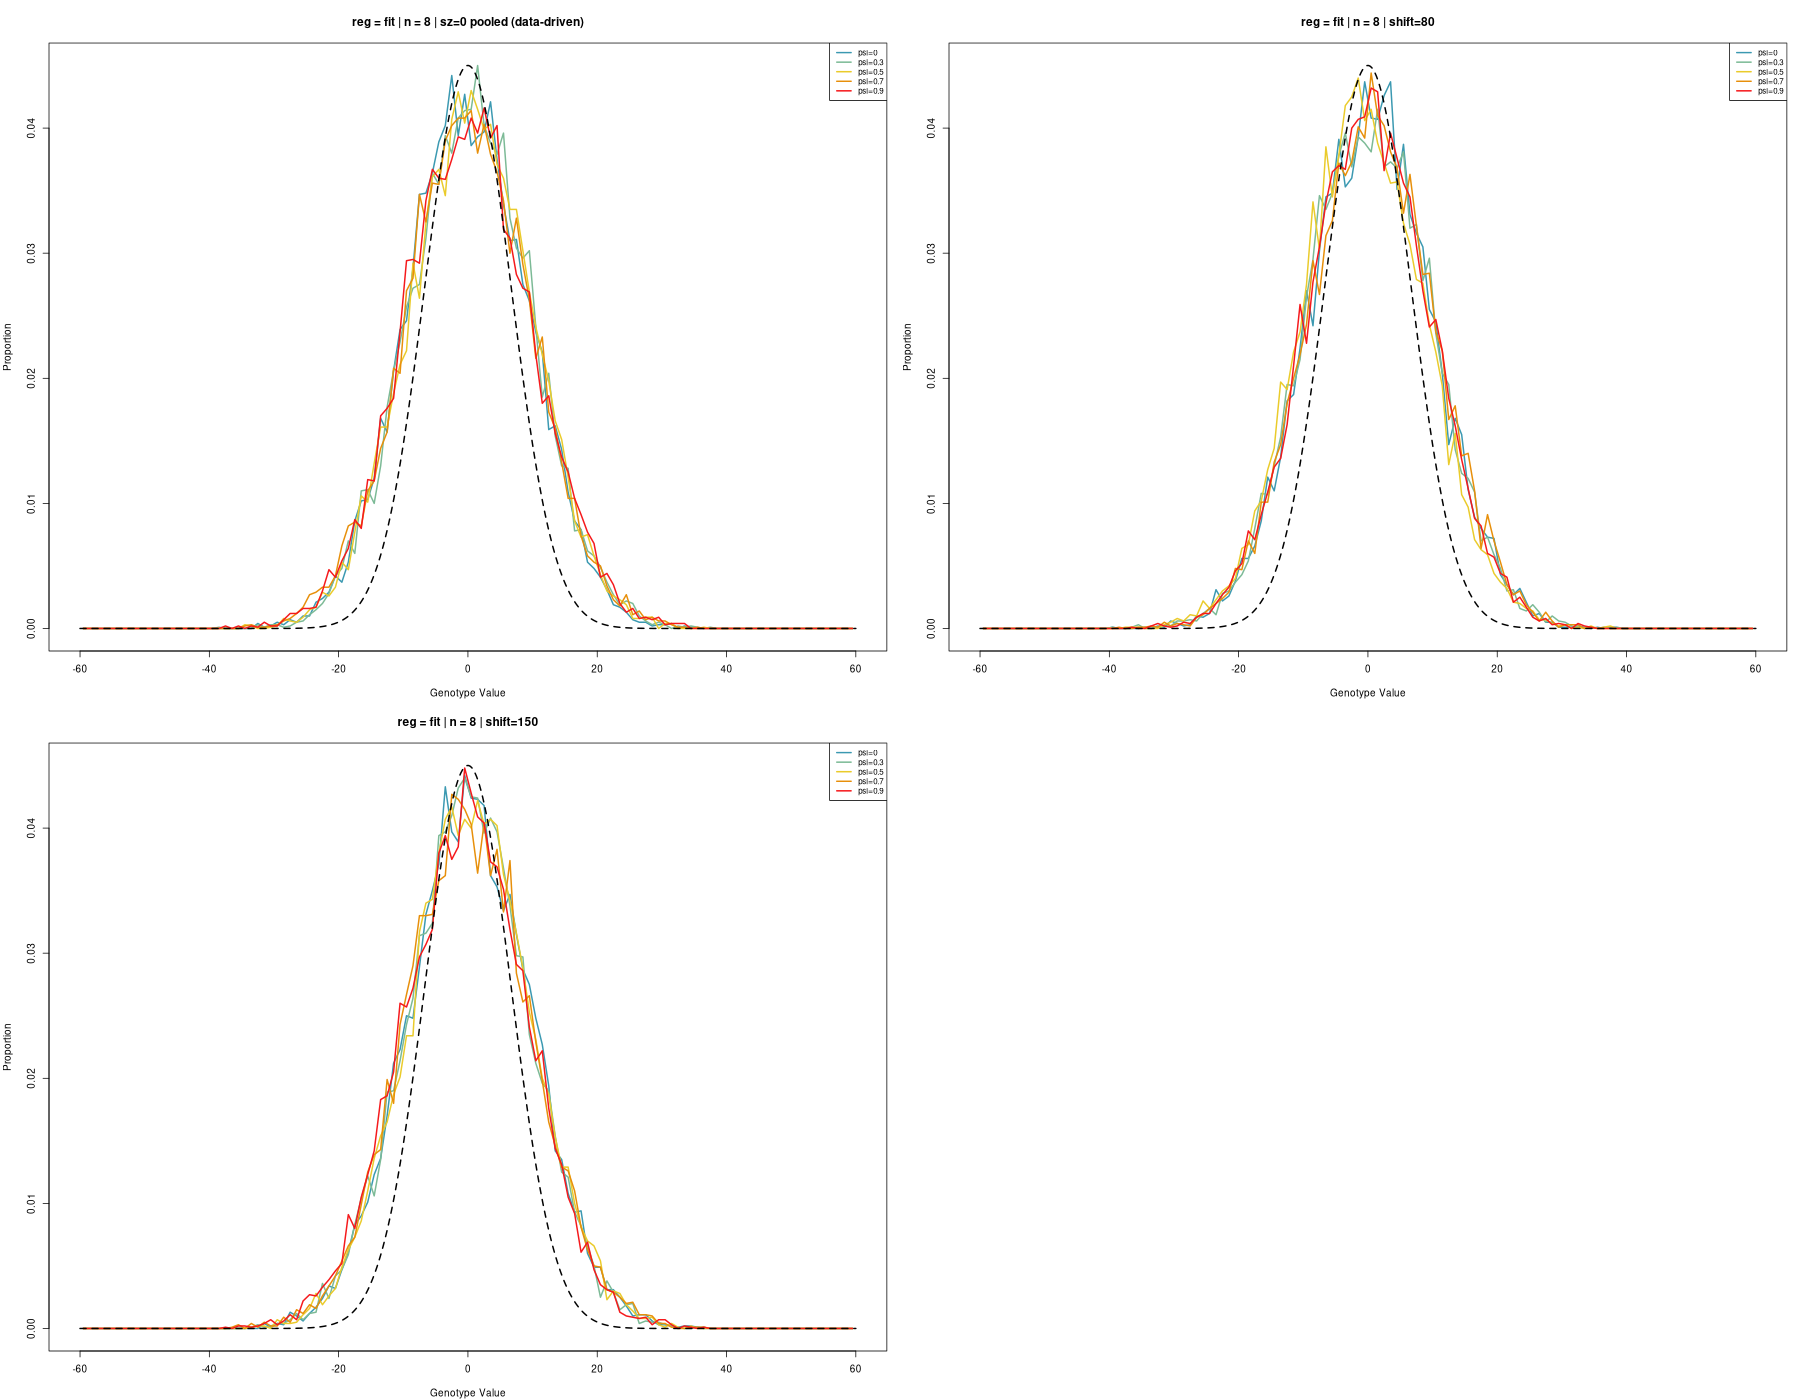 reg = fit | n = 8 | sz=0 pooled (data-driven)
psi=0
psi=0.3
psi=0.5
psi=0.7
psi=0.9
Proportion
0.04
0.03
0.02
0.01
0.00
-60 -40 -20 0 20 40 60
Genotype Value
reg = fit | n = 8 | shift=80
psi=0
psi=0.3
psi=0.5
psi=0.7
psi=0.9
Proportion
0.04
0.03
0.02
0.01
0.00
-60 -40 -20 0 20 40 60
Genotype Value
reg = fit | n = 8 | shift=150
psi=0
psi=0.3
psi=0.5
psi=0.7
psi=0.9
Proportion
0.04
0.03
0.02
0.01
0.00
-60 -40 -20 0 20 40 60
Genotype Value